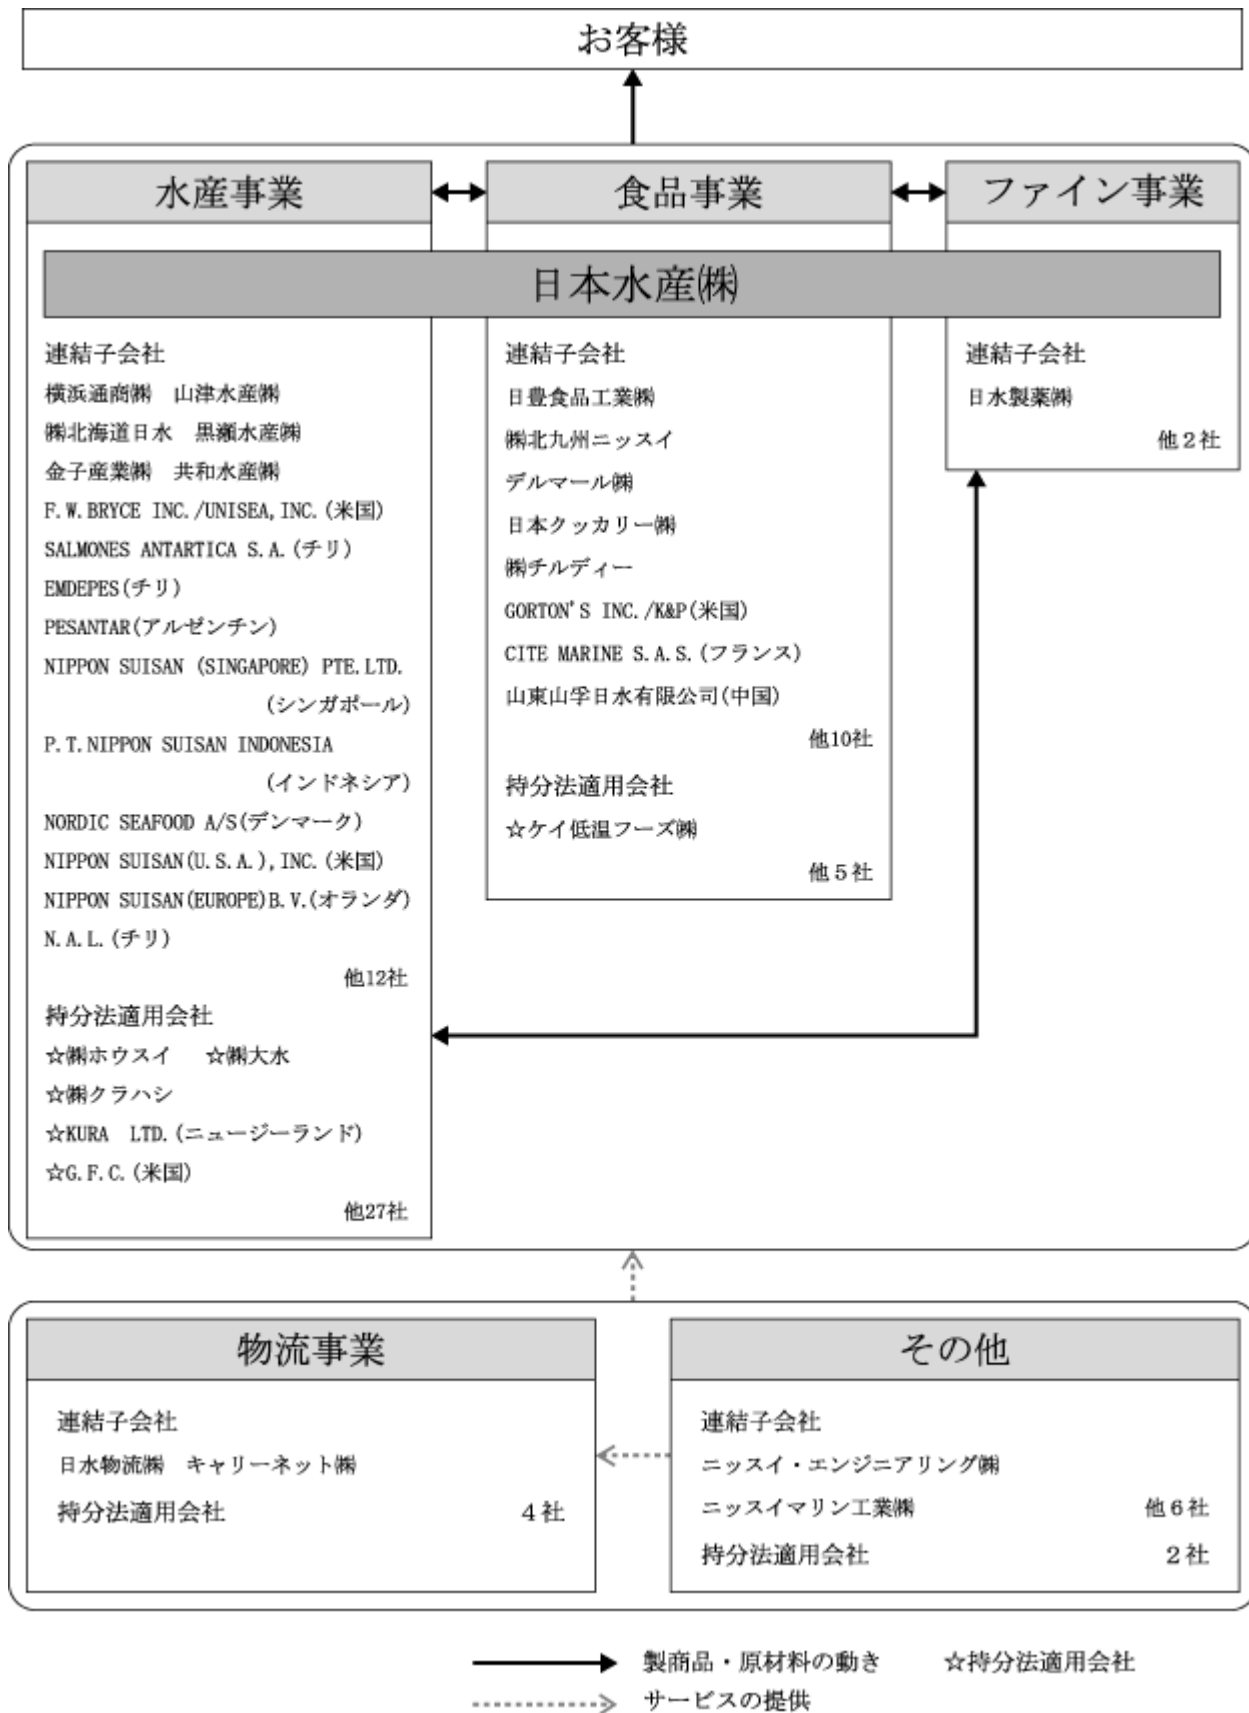 お客様
水産事業
食品事業
ファイン事業
日本水産㈱
連結子会社
横浜通商㈱　山津水産㈱
㈱北海道日水　黒瀬水産㈱
金子産業㈱　共和水産㈱
F.W.BRYCE INC./UNISEA,INC.(米国)
SALMONES ANTARTICA S.A.(チリ)
EMDEPES(チリ)
PESANTAR(アルゼンチン)
NIPPON SUISAN (SINGAPORE) PTE.LTD.
(シンガポール)
P.T.NIPPON SUISAN INDONESIA
(インドネシア)
NORDIC SEAFOOD A/S(デンマーク)
NIPPON SUISAN(U.S.A.),INC.(米国)
NIPPON SUISAN(EUROPE)B.V.(オランダ)
N.A.L.(チリ)
他12社
持分法適用会社
☆㈱ホウスイ　☆㈱大水
☆㈱クラハシ
☆KURA　LTD.(ニュージーランド)
☆G.F.C.(米国)
他27社
連結子会社
日豊食品工業㈱
㈱北九州ニッスイ
デルマール㈱
日本クッカリー㈱
㈱チルディー
GORTON'S INC./K&P(米国)
CITE MARINE S.A.S.(フランス)
山東山孚日水有限公司(中国)
他10社
持分法適用会社
☆ケイ低温フーズ㈱
他５社
連結子会社
日水製薬㈱
他２社
物流事業
連結子会社
日水物流㈱　キャリーネット㈱
持分法適用会社　４社
その他
連結子会社
ニッスイ・エンジニアリング㈱
ニッスイマリン工業㈱　他６社
持分法適用会社　２社
製商品・原材料の動き　☆持分法適用会社
サービスの提供